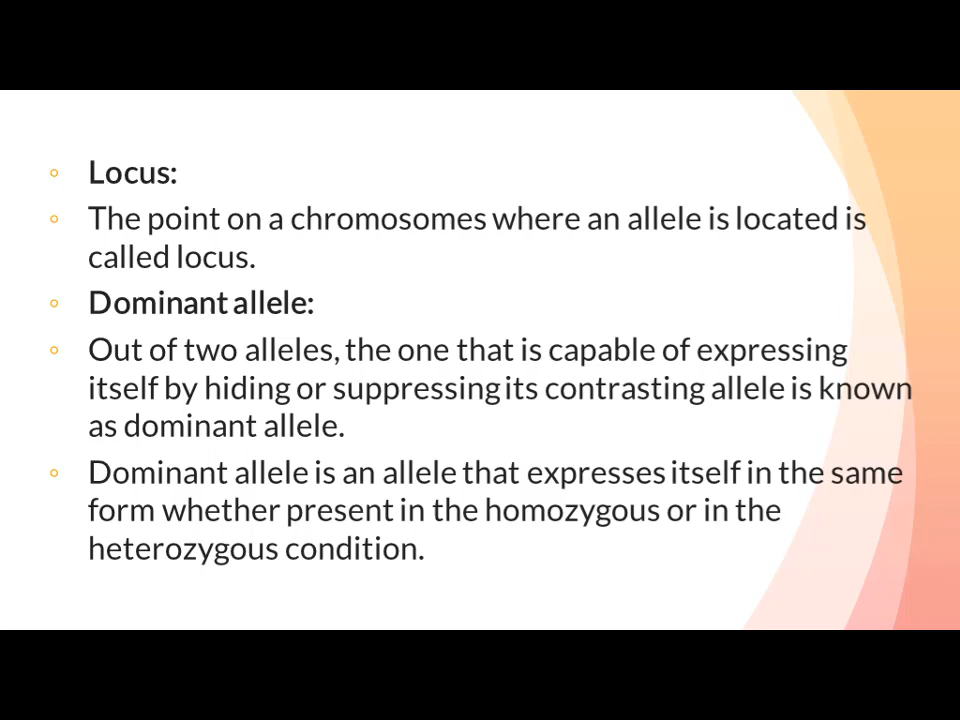 Locus:
The point on a chromosomes where an allele is located is
called locus.
Dominant allele:
Out of two alleles, the one that is capable of expressing
itself by hiding or suppressing its contrasting allele is known
as dominant allele.
Dominant allele is an allele that expresses itself in the same
form whether present in the homozygous or in the
heterozygous condition.